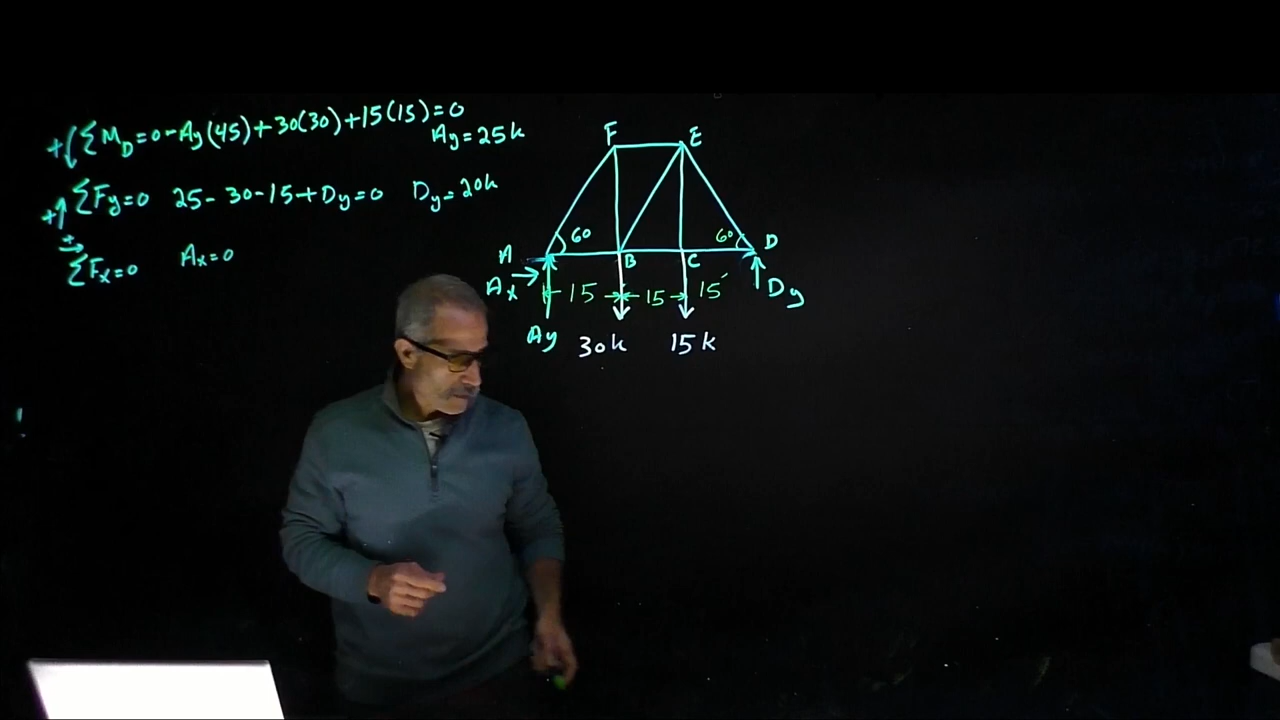 + ΣM_D=0 -Ay(45)+30(30)+15(15)=0
Ay=25k
+↑ ΣFy=0 25-30-15+Dy=0 Dy=20k
+→ ΣFx=0 Ax=0
F E
60 60
A B C D
Ax 15 15 15' Dy
Ay 30k 15k